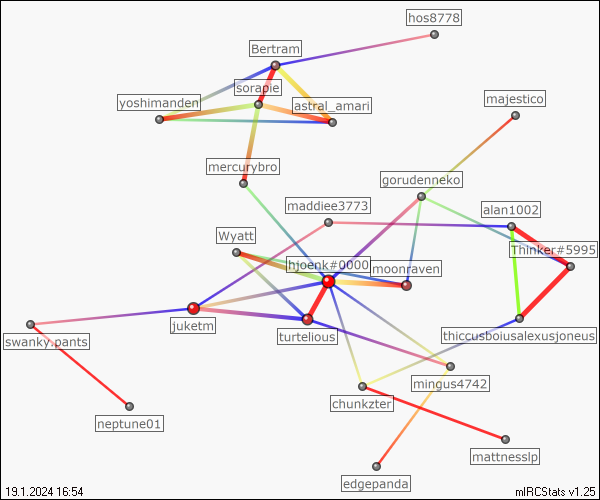 hos8778
Bertram
sorapie
yoshimanden
astral_amari
majestico
mercurybro
gorudenneko
maddiee3773
alan1002
Wyatt
Thinker#5995
hjoenk#0000
moonraven
juketm
turtelious
thiccusboiusalexusjoneus
swanky.pants
mingus4742
chunkzter
neptune01
mattnesslp
edgepanda
19.1.2024 16:54
mIRCStats v1.25